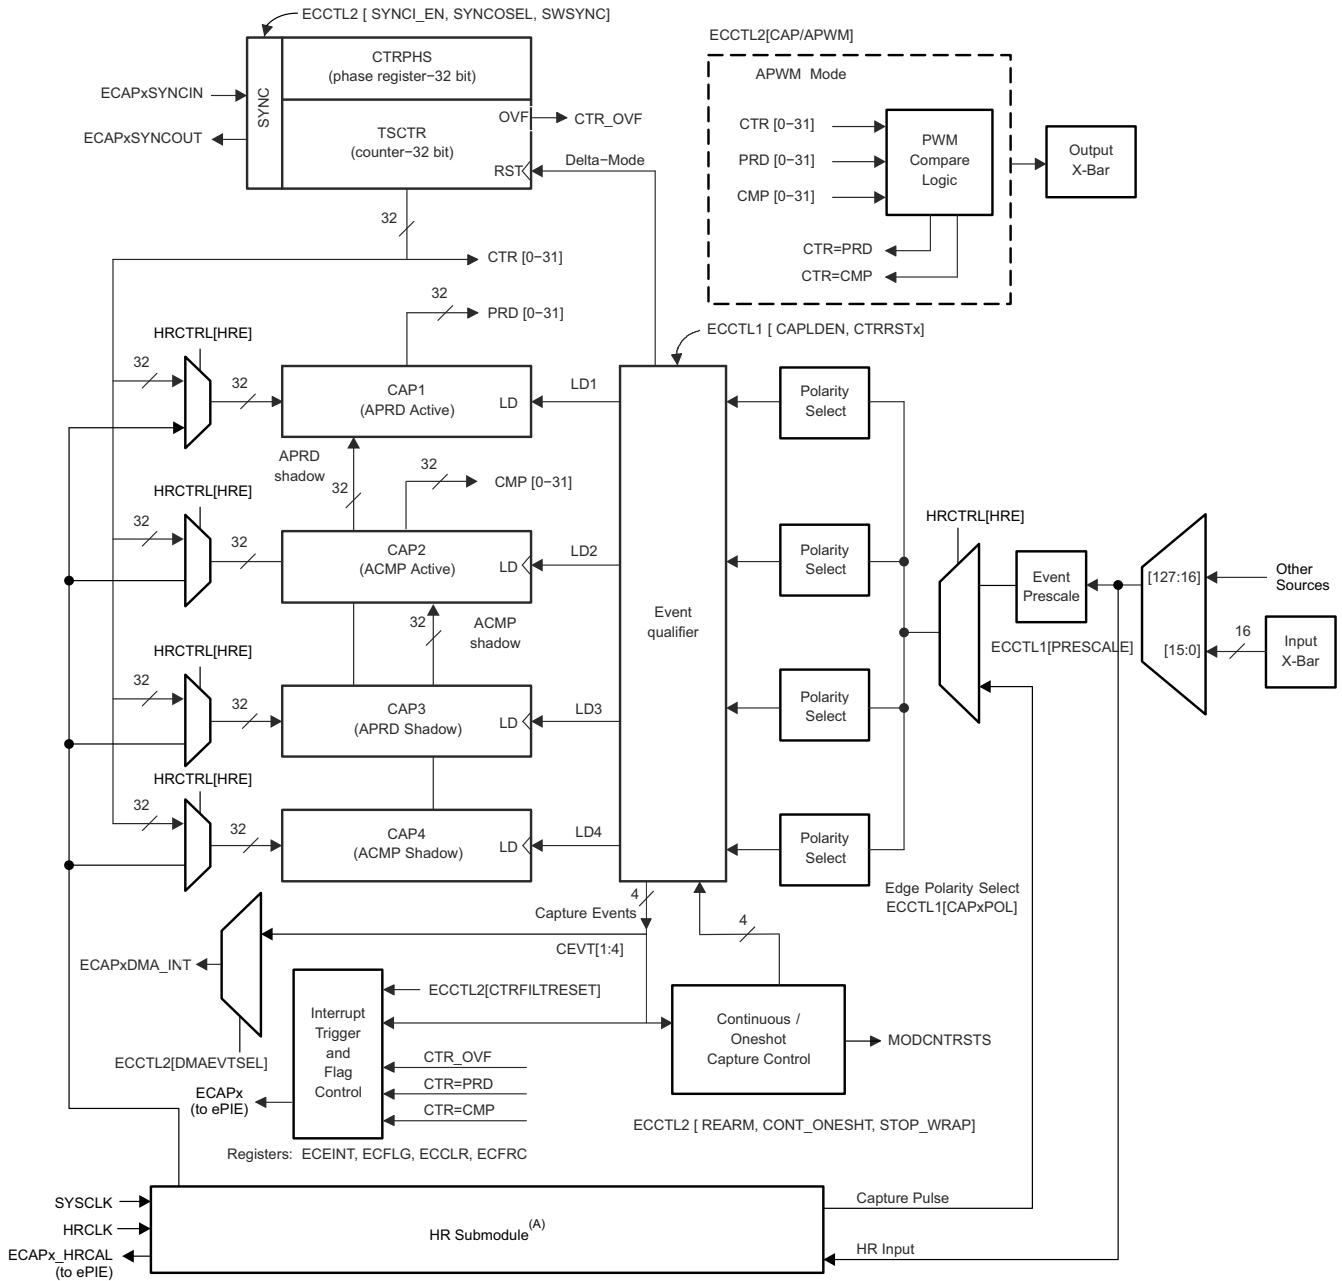 ECCTL2 [ SYNCI_EN, SYNCOSEL, SWSYNC]
SYNC
CTRPHS
(phase register−32 bit)
TSCTR
(counter−32 bit)
OVF
RST
ECAPxSYNCIN
ECAPxSYNCOUT
CTR_OVF
Delta−Mode
ECCTL2[CAP/APWM]
APWM Mode
CTR [0−31]
PRD [0−31]
CMP [0−31]
PWM
Compare
Logic
CTR=PRD
CTR=CMP
Output
X-Bar
32
CTR [0−31]
32
PRD [0−31]
ECCTL1 [ CAPLDEN, CTRRSTx]
HRCTRL[HRE]
32
32
CAP1
(APRD Active)
LD
LD1
Polarity
Select
APRD
shadow
32
32
CMP [0−31]
HRCTRL[HRE]
32
32
CAP2
(ACMP Active)
LD
LD2
Polarity
Select
32
ACMP
shadow
Event
qualifier
HRCTRL[HRE]
Event
Prescale
ECCTL1[PRESCALE]
[127:16]
[15:0]
Other
Sources
16
Input
X-Bar
HRCTRL[HRE]
32
32
CAP3
(APRD Shadow)
LD
LD3
Polarity
Select
HRCTRL[HRE]
32
32
CAP4
(ACMP Shadow)
LD
LD4
Polarity
Select
Edge Polarity Select
ECCTL1[CAPxPOL]
4
Capture Events
CEVT[1:4]
4
ECAPxDMA_INT
ECCTL2[DMAEVTSEL]
Interrupt
Trigger
and
Flag
Control
ECCTL2[CTRFILTRESET]
CTR_OVF
CTR=PRD
CTR=CMP
ECAPx
(to ePIE)
Continuous /
Oneshot
Capture Control
MODCNTRSTS
ECCTL2 [ REARM, CONT_ONESHT, STOP_WRAP]
Registers: ECEINT, ECFLG, ECCLR, ECFRC
SYSCLK
HRCLK
ECAPx_HRCAL
(to ePIE)
HR Submodule(A)
Capture Pulse
HR Input